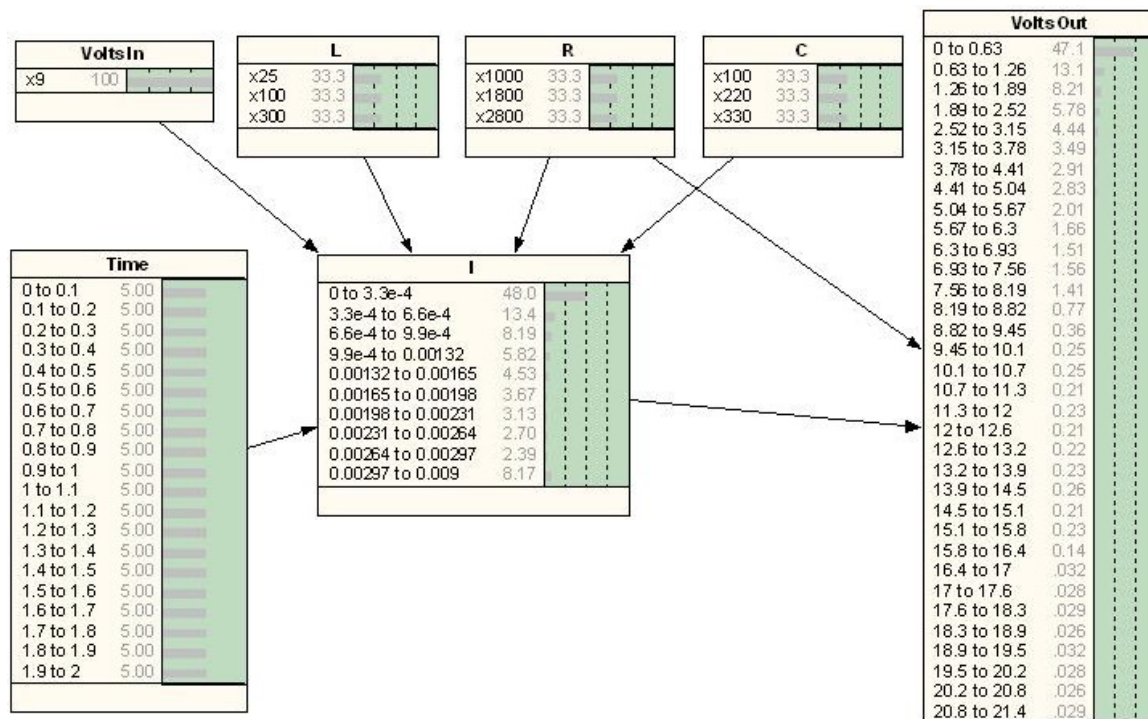 Volts In
x9 100
L
x25 33.3
x100 33.3
x300 33.3
R
x1000 33.3
x1800 33.3
x2800 33.3
C
x100 33.3
x220 33.3
x330 33.3
Time
0 to 0.1 5.00
0.1 to 0.2 5.00
0.2 to 0.3 5.00
0.3 to 0.4 5.00
0.4 to 0.5 5.00
0.5 to 0.6 5.00
0.6 to 0.7 5.00
0.7 to 0.8 5.00
0.8 to 0.9 5.00
0.9 to 1 5.00
1 to 1.1 5.00
1.1 to 1.2 5.00
1.2 to 1.3 5.00
1.3 to 1.4 5.00
1.4 to 1.5 5.00
1.5 to 1.6 5.00
1.6 to 1.7 5.00
1.7 to 1.8 5.00
1.8 to 1.9 5.00
1.9 to 2 5.00
I
0 to 3.3e-4 48.0
3.3e-4 to 6.6e-4 13.4
6.6e-4 to 9.9e-4 8.19
9.9e-4 to 0.00132 5.82
0.00132 to 0.00165 4.53
0.00165 to 0.00198 3.67
0.00198 to 0.00231 3.13
0.00231 to 0.00264 2.70
0.00264 to 0.00297 2.39
0.00297 to 0.009 8.17
Volts Out
0 to 0.63 47.1
0.63 to 1.26 13.1
1.26 to 1.89 8.21
1.89 to 2.52 5.78
2.52 to 3.15 4.44
3.15 to 3.78 3.49
3.78 to 4.41 2.91
4.41 to 5.04 2.83
5.04 to 5.67 2.01
5.67 to 6.3 1.66
6.3 to 6.93 1.51
6.93 to 7.56 1.56
7.56 to 8.19 1.41
8.19 to 8.82 0.77
8.82 to 9.45 0.36
9.45 to 10.1 0.25
10.1 to 10.7 0.25
10.7 to 11.3 0.21
11.3 to 12 0.23
12 to 12.6 0.21
12.6 to 13.2 0.22
13.2 to 13.9 0.23
13.9 to 14.5 0.26
14.5 to 15.1 0.21
15.1 to 15.8 0.23
15.8 to 16.4 0.14
16.4 to 17 .032
17 to 17.6 .028
17.6 to 18.3 .029
18.3 to 18.9 .026
18.9 to 19.5 .032
19.5 to 20.2 .028
20.2 to 20.8 .026
20.8 to 21.4 .029